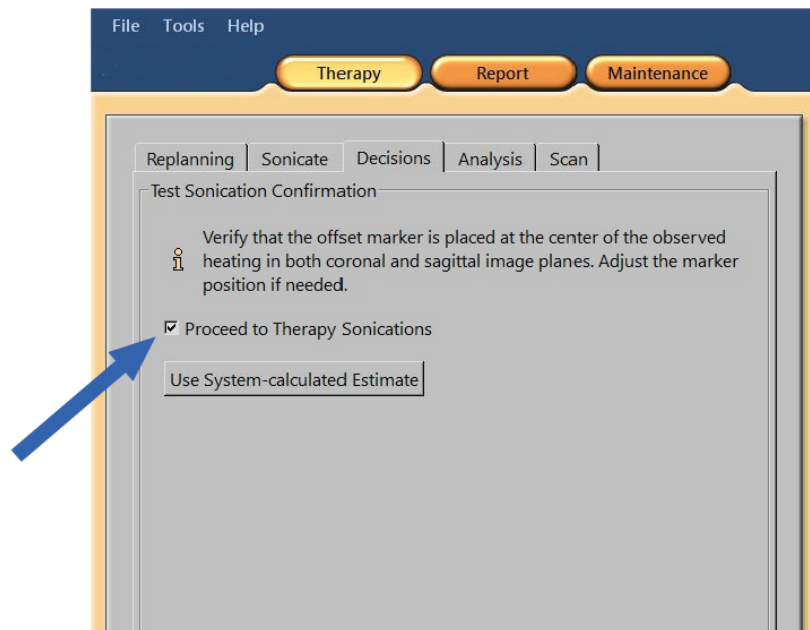 File Tools Help
Therapy Report Maintenance
Replanning Sonicate Decisions Analysis Scan
Test Sonication Confirmation
Verify that the offset marker is placed at the center of the observed
heating in both coronal and sagittal image planes. Adjust the marker
position if needed.
Proceed to Therapy Sonications
Use System-calculated Estimate